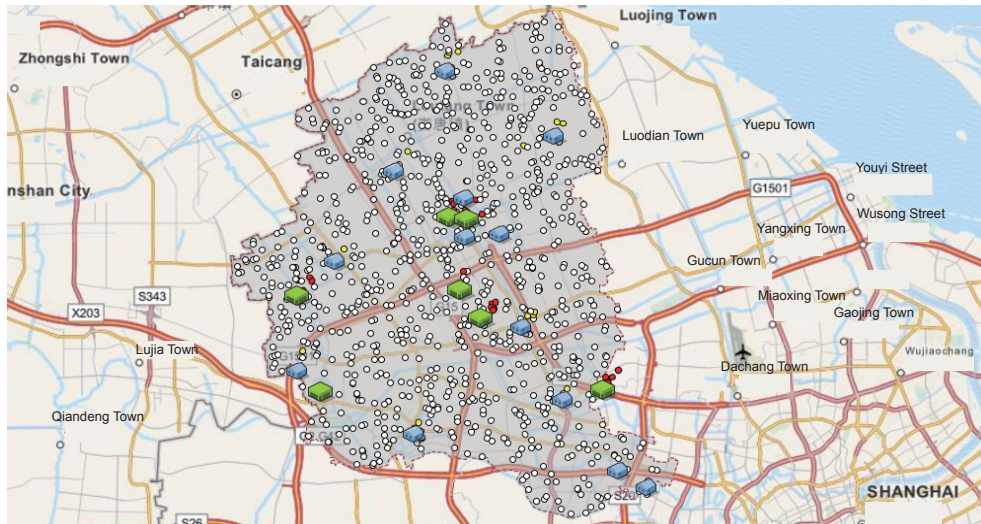 Luojing Town
Zhongshi Town
Taicang
Luodian Town
Yuepu Town
Youyi Street
nshan City
G1501
Wusong Street
Yangxing Town
Gucun Town
S343
Miaoxing Town
Gaojing Town
X203
Lujia Town
Wujiaochang
Dachang Town
Qiandeng Town
SHANGHAI
S20
S26